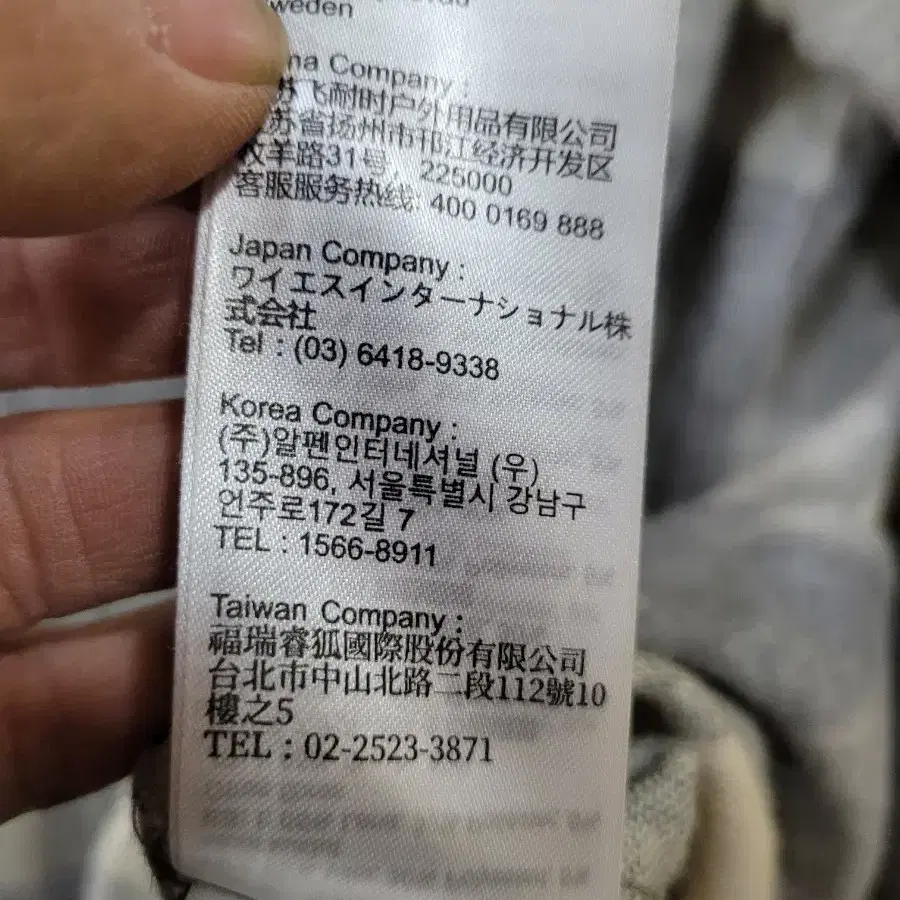 weden
na Company :
苏飞耐时户外用品有限公司
苏省扬州市邗江经济开发区
牧羊路31号, 225000
客服服务热线: 400 0169 888
Japan Company :
ワイ エスインターナショナル株
式会社
Tel : (03) 6418-9338
Korea Company :
(주)알펜인터네셔널 (우)
135-896, 서울특별시 강남구
언주로172길 7
TEL : 1566-8911
Taiwan Company :
福瑞睿狐國際股份有限公司
台北市中山北路二段112號10
樓之5
TEL : 02-2523-3871